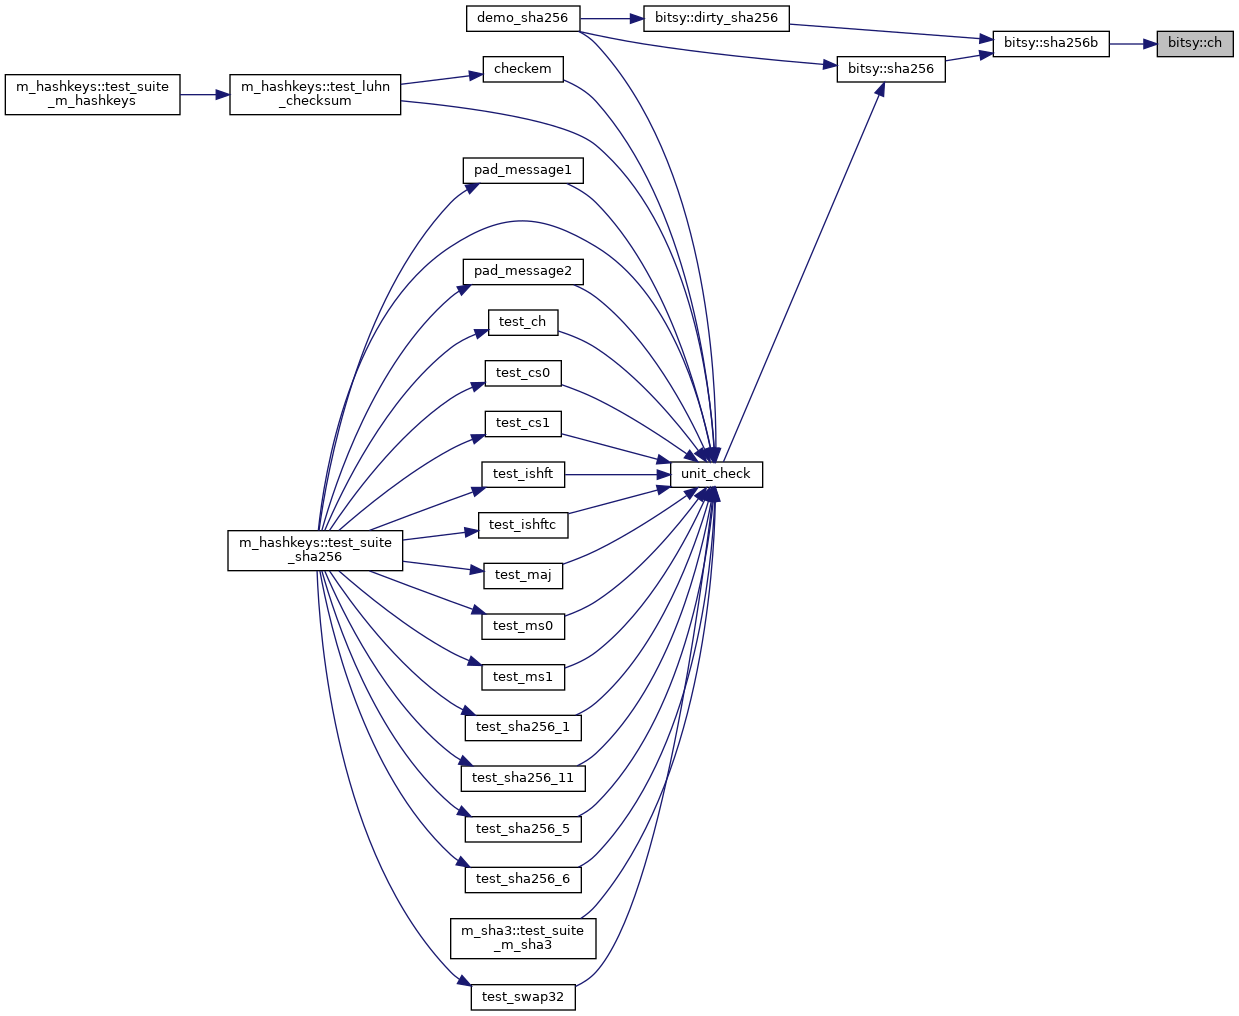 demo_sha256
bitsy::dirty_sha256
bitsy::sha256b
bitsy::ch
checkem
bitsy::sha256
m_hashkeys::test_suite
_m_hashkeys
m_hashkeys::test_luhn
_checksum
pad_message1
pad_message2
test_ch
test_cs0
test_cs1
test_ishft
unit_check
test_ishftc
m_hashkeys::test_suite
_sha256
test_maj
test_ms0
test_ms1
test_sha256_1
test_sha256_11
test_sha256_5
test_sha256_6
m_sha3::test_suite
_m_sha3
test_swap32